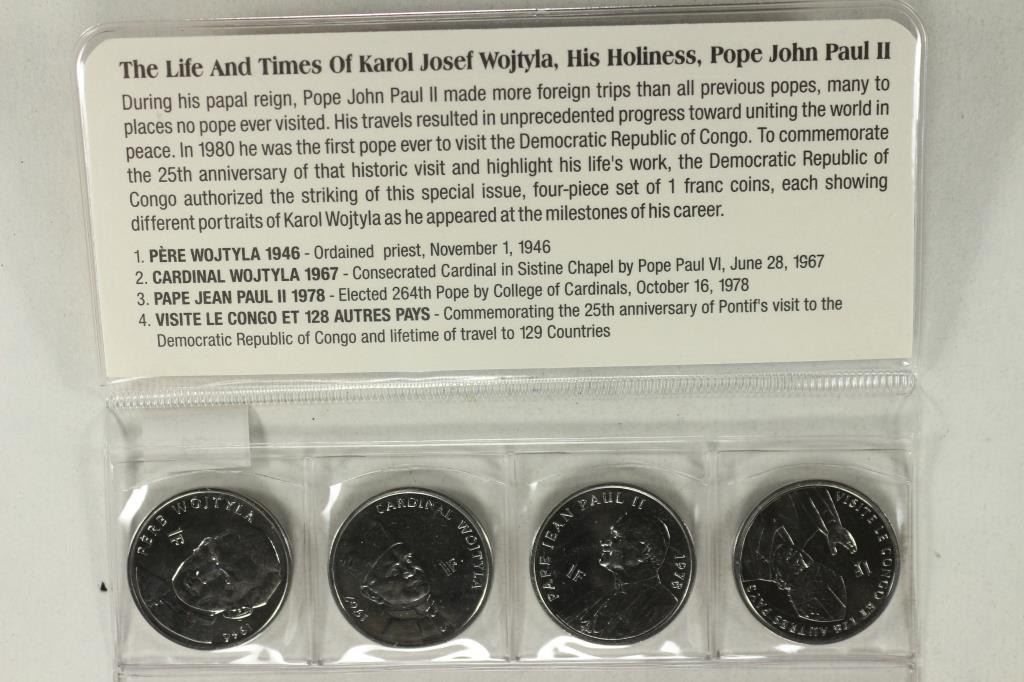 The Life And Times Of Karol Josef Wojtyla, His Holiness, Pope John Paul II
During his papal reign, Pope John Paul II made more foreign trips than all previous popes, many to
places no pope ever visited. His travels resulted in unprecedented progress toward uniting the world in
peace. In 1980 he was the first pope ever to visit the Democratic Republic of Congo. To commemorate
the 25th anniversary of that historic visit and highlight his life's work, the Democratic Republic of
Congo authorized the striking of this special issue, four-piece set of 1 franc coins, each showing
different portraits of Karol Wojtyla as he appeared at the milestones of his career.
1. PÈRE WOJTYLA 1946 - Ordained priest, November 1, 1946
2. CARDINAL WOJTYLA 1967 - Consecrated Cardinal in Sistine Chapel by Pope Paul VI, June 28, 1967
3. PAPE JEAN PAUL II 1978 - Elected 264th Pope by College of Cardinals, October 16, 1978
4. VISITE LE CONGO ET 128 AUTRES PAYS - Commemorating the 25th anniversary of Pontif's visit to the
Democratic Republic of Congo and lifetime of travel to 129 Countries
PÈRE WOJTYLA
1F
1946
CARDINAL WOJTYLA
1F
1967
PAPE JEAN PAUL II
1F
1978
VISITE LE CONGO ET 128 AUTRES PAYS
1F